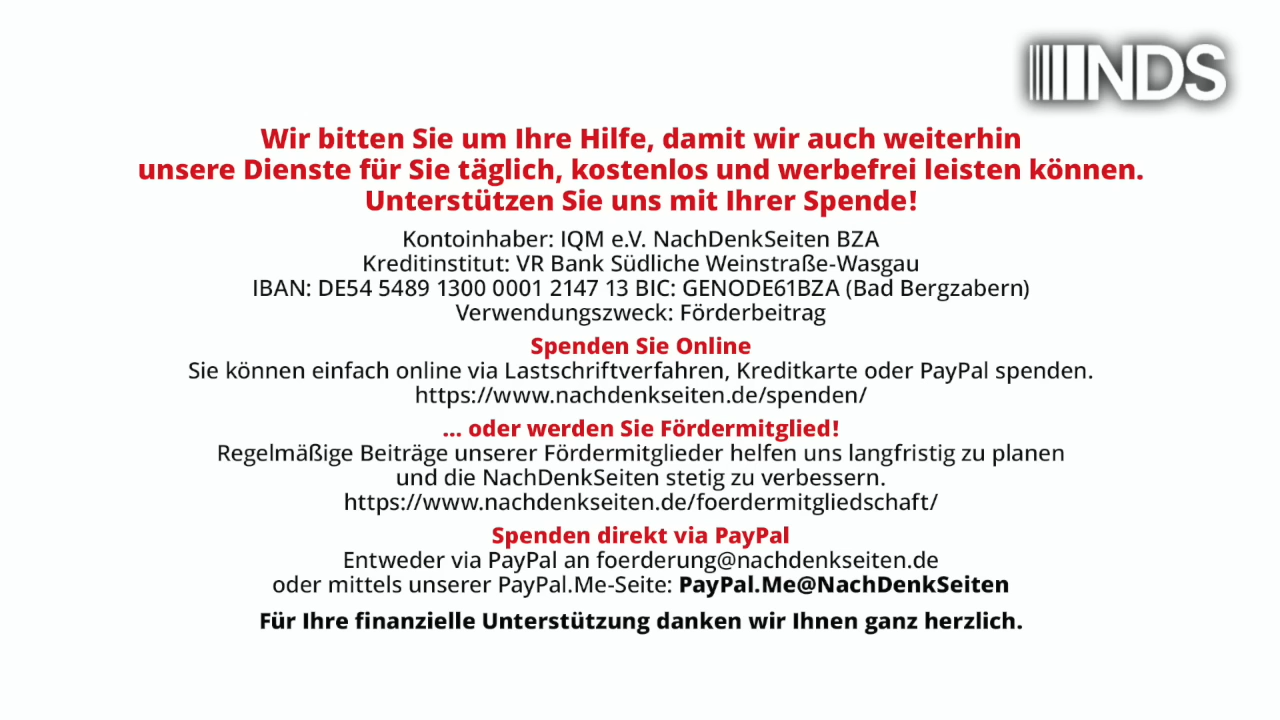 NDS
Wir bitten Sie um Ihre Hilfe, damit wir auch weiterhin
unsere Dienste für Sie täglich, kostenlos und werbefrei leisten können.
Unterstützen Sie uns mit Ihrer Spende!
Kontoinhaber: IQM e.V. NachDenkSeiten BZA
Kreditinstitut: VR Bank Südliche Weinstraße-Wasgau
IBAN: DE54 5489 1300 0001 2147 13 BIC: GENODE61BZA (Bad Bergzabern)
Verwendungszweck: Förderbeitrag
Spenden Sie Online
Sie können einfach online via Lastschriftverfahren, Kreditkarte oder PayPal spenden.
https://www.nachdenkseiten.de/spenden/
... oder werden Sie Fördermitglied!
Regelmäßige Beiträge unserer Fördermitglieder helfen uns langfristig zu planen
und die NachDenkSeiten stetig zu verbessern.
https://www.nachdenkseiten.de/foerdermitgliedschaft/
Spenden direkt via PayPal
Entweder via PayPal an foerderung@nachdenkseiten.de
oder mittels unserer PayPal.Me-Seite: PayPal.Me@NachDenkSeiten
Für Ihre finanzielle Unterstützung danken wir Ihnen ganz herzlich.